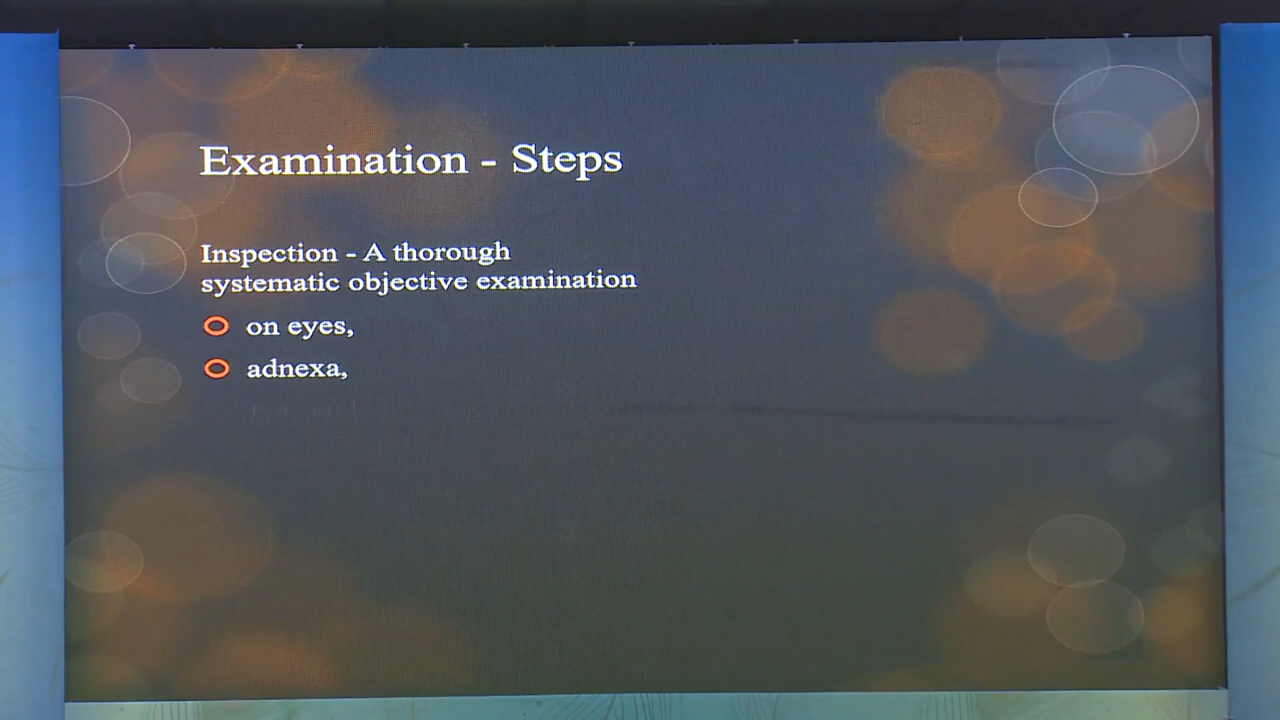 Examination - Steps
Inspection - A thorough
systematic objective examination
on eyes,
adnexa,